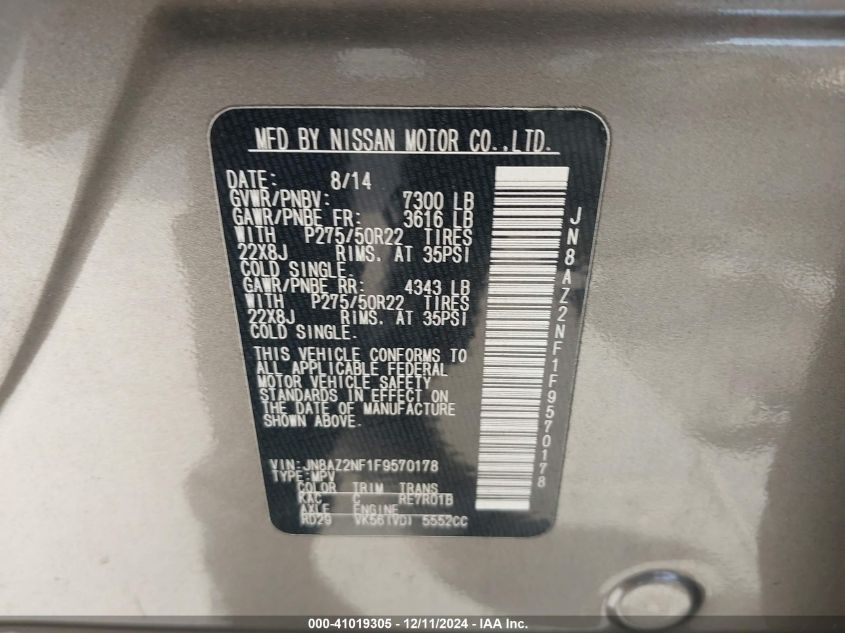 MFD BY NISSAN MOTOR CO.,LTD.
DATE: 8/14
GVWR/PNBV: 7300 LB
GAWR/PNBE FR: 3616 LB
WITH P275/50R22 TIRES
22X8J RIMS. AT 35PSI
COLD SINGLE.
GAWR/PNBE RR: 4343 LB
WITH P275/50R22 TIRES
22X8J RIMS. AT 35PSI
COLD SINGLE.
THIS VEHICLE CONFORMS TO
ALL APPLICABLE FEDERAL
MOTOR VEHICLE SAFETY
STANDARDS IN EFFECT ON
THE DATE OF MANUFACTURE
SHOWN ABOVE.
VIN:JN8AZ2NF1F9570178
TYPE:MPV
COLOR TRIM TRANS
KAC C RE7R01B
AXLE ENGINE
RD29 VK56(VD) 5552CC
JN8AZ2NF1F9570178
000-41019305 - 12/11/2024 - IAA Inc.